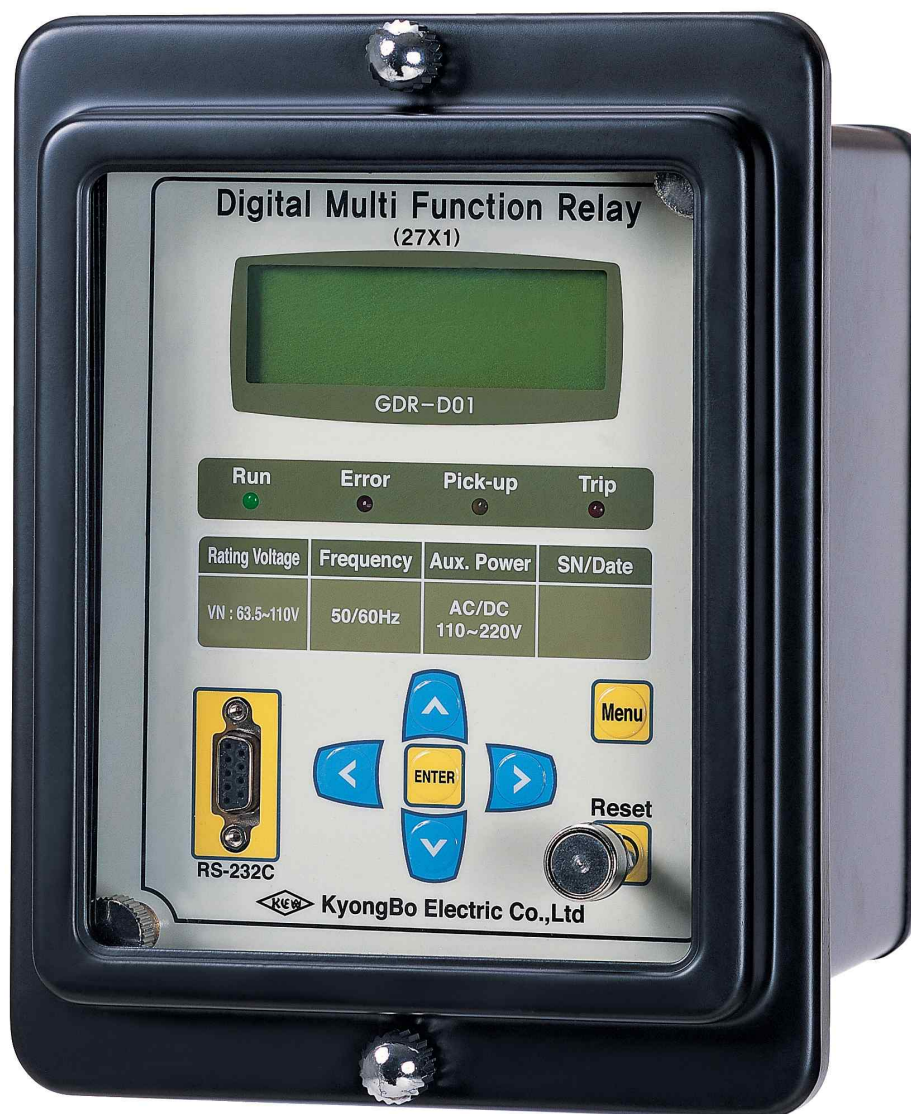 Digital Multi Function Relay
(27X1)
GDR-D01
Run Error Pick-up Trip
Rating Voltage Frequency Aux. Power SN/Date
VN : 63.5~110V 50/60Hz AC/DC 110~220V
Menu
ENTER
Reset
RS-232C
KEW KyongBo Electric Co.,Ltd